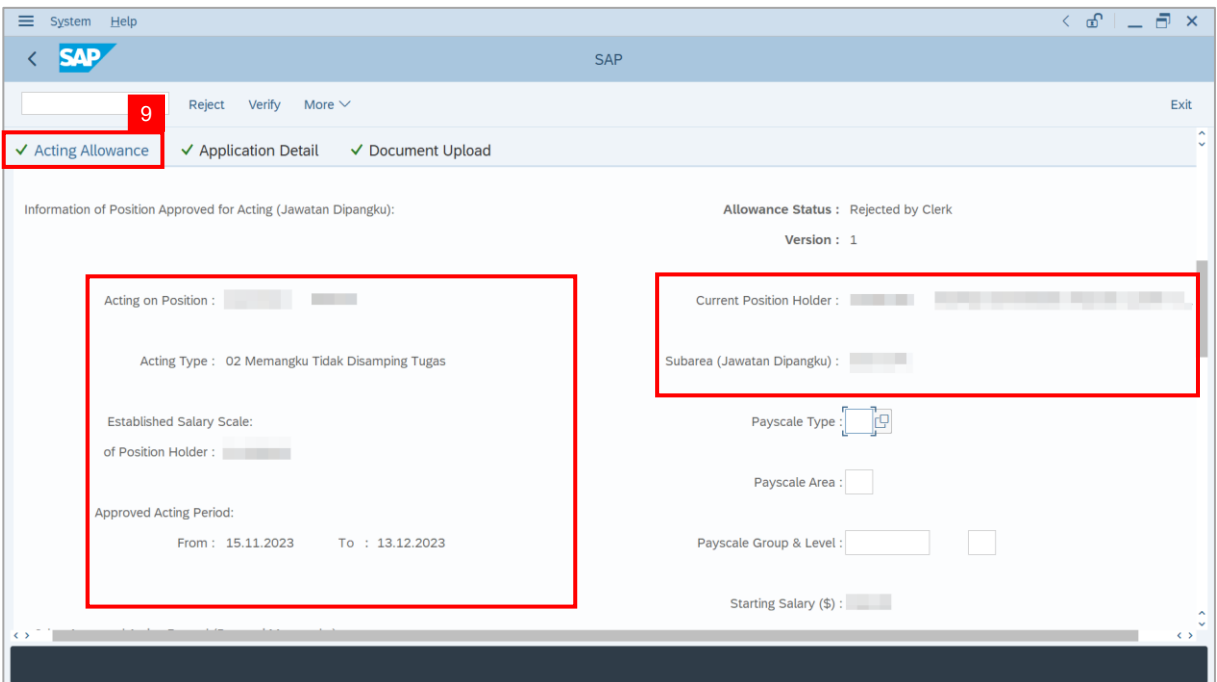 System Help
SAP
SAP
Reject Verify More Exit
9
Acting Allowance Application Detail Document Upload
Information of Position Approved for Acting (Jawatan Dipangku):
Allowance Status : Rejected by Clerk
Version : 1
Acting on Position :
Current Position Holder :
Acting Type : 02 Memangku Tidak Disamping Tugas
Subarea (Jawatan Dipangku) :
Established Salary Scale:
of Position Holder :
Payscale Type :
Payscale Area :
Approved Acting Period:
From : 15.11.2023 To : 13.12.2023
Payscale Group & Level :
Starting Salary ($) :